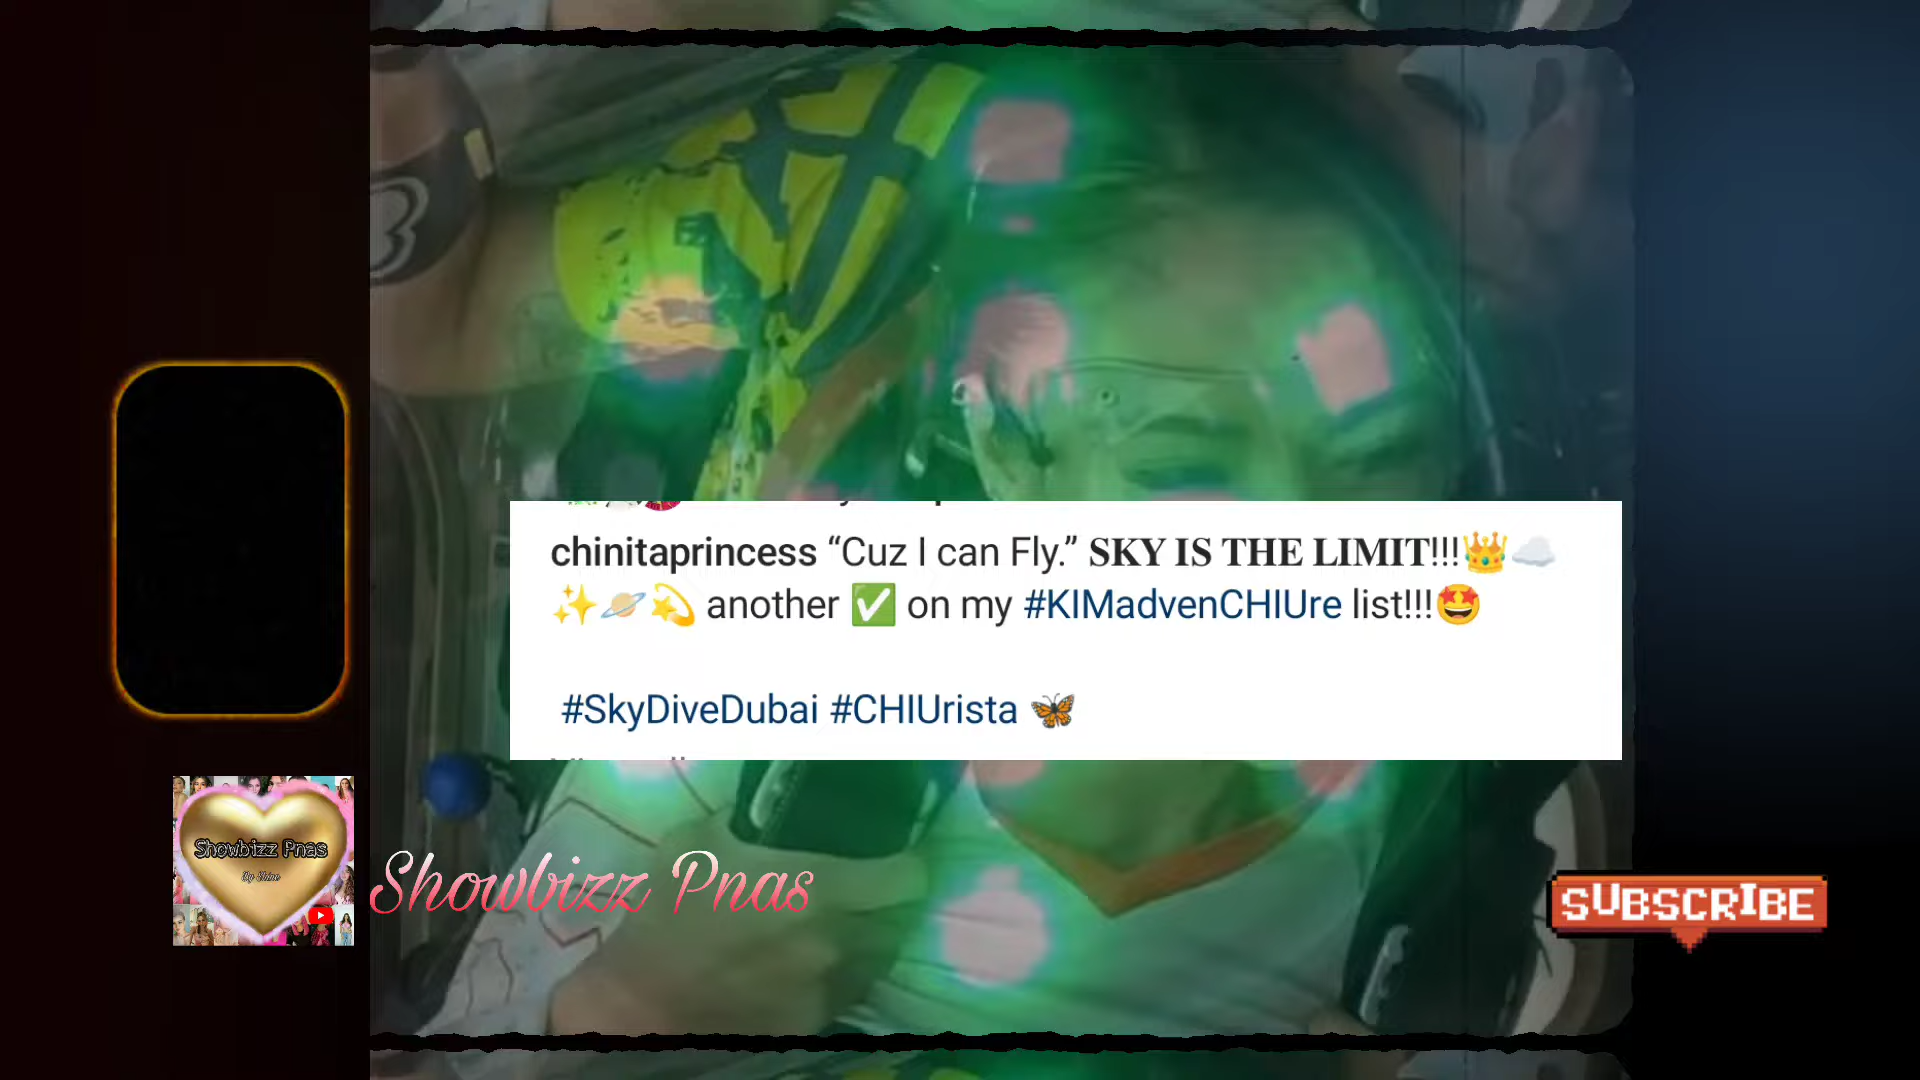 chinitaprincess “Cuz I can Fly.” 𝐒𝐊𝐘 𝐈𝐒 𝐓𝐇𝐄 𝐋𝐈𝐌𝐈𝐓!!!👑☁️
✨🪐💫 another ✅ on my #KIMadvenCHIUre list!!!🤩
#SkyDiveDubai #CHIUrista 🦋
Showbizz Pnas
Showbizz Pnas
SUBSCRIBE